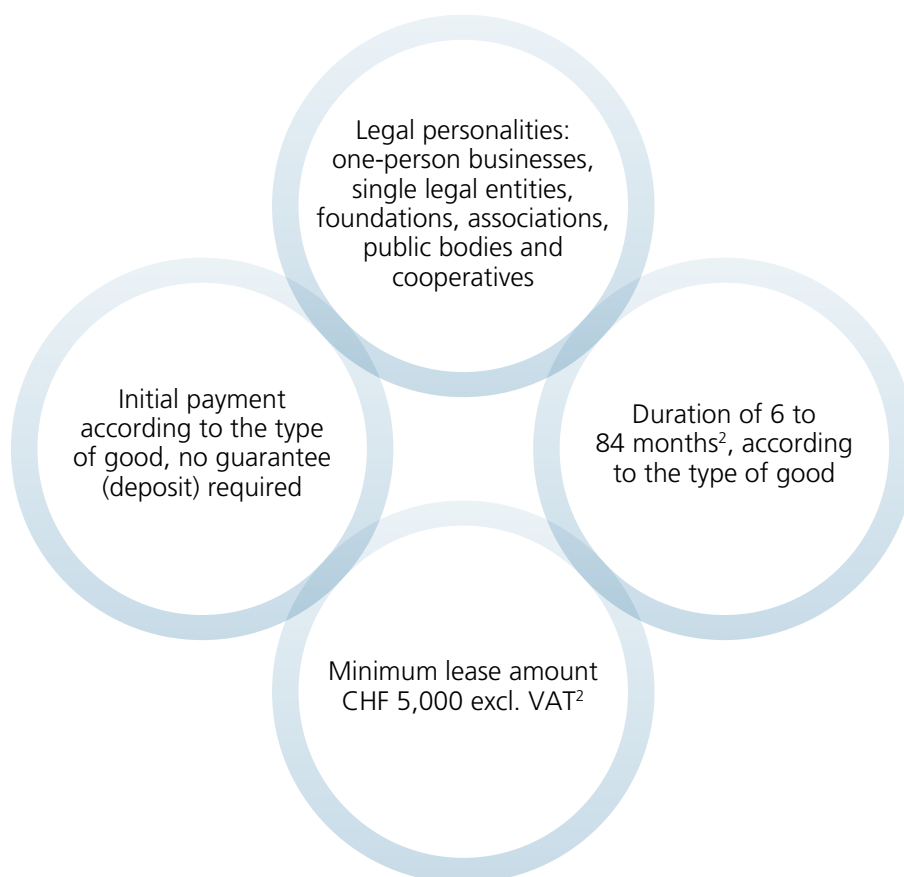 Legal personalities:
one-person businesses,
single legal entities,
foundations, associations,
public bodies and
cooperatives
Initial payment
according to the type
of good, no guarantee
(deposit) required
Duration of 6 to
84 months², according
to the type of good
Minimum lease amount
CHF 5,000 excl. VAT²